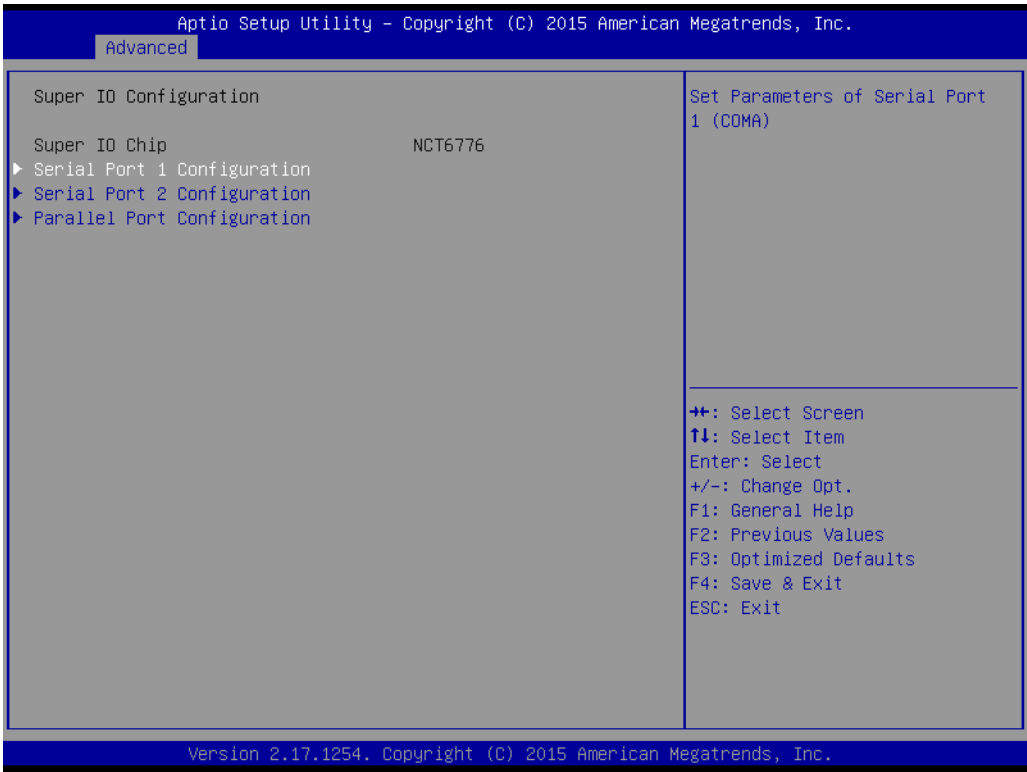 Aptio Setup Utility – Copyright (C) 2015 American Megatrends, Inc.
Advanced
Super IO Configuration
Super IO Chip NCT6776
Serial Port 1 Configuration
Serial Port 2 Configuration
Parallel Port Configuration
Set Parameters of Serial Port
1 (COMA)
→←: Select Screen
↑↓: Select Item
Enter: Select
+/-: Change Opt.
F1: General Help
F2: Previous Values
F3: Optimized Defaults
F4: Save & Exit
ESC: Exit
Version 2.17.1254. Copyright (C) 2015 American Megatrends, Inc.